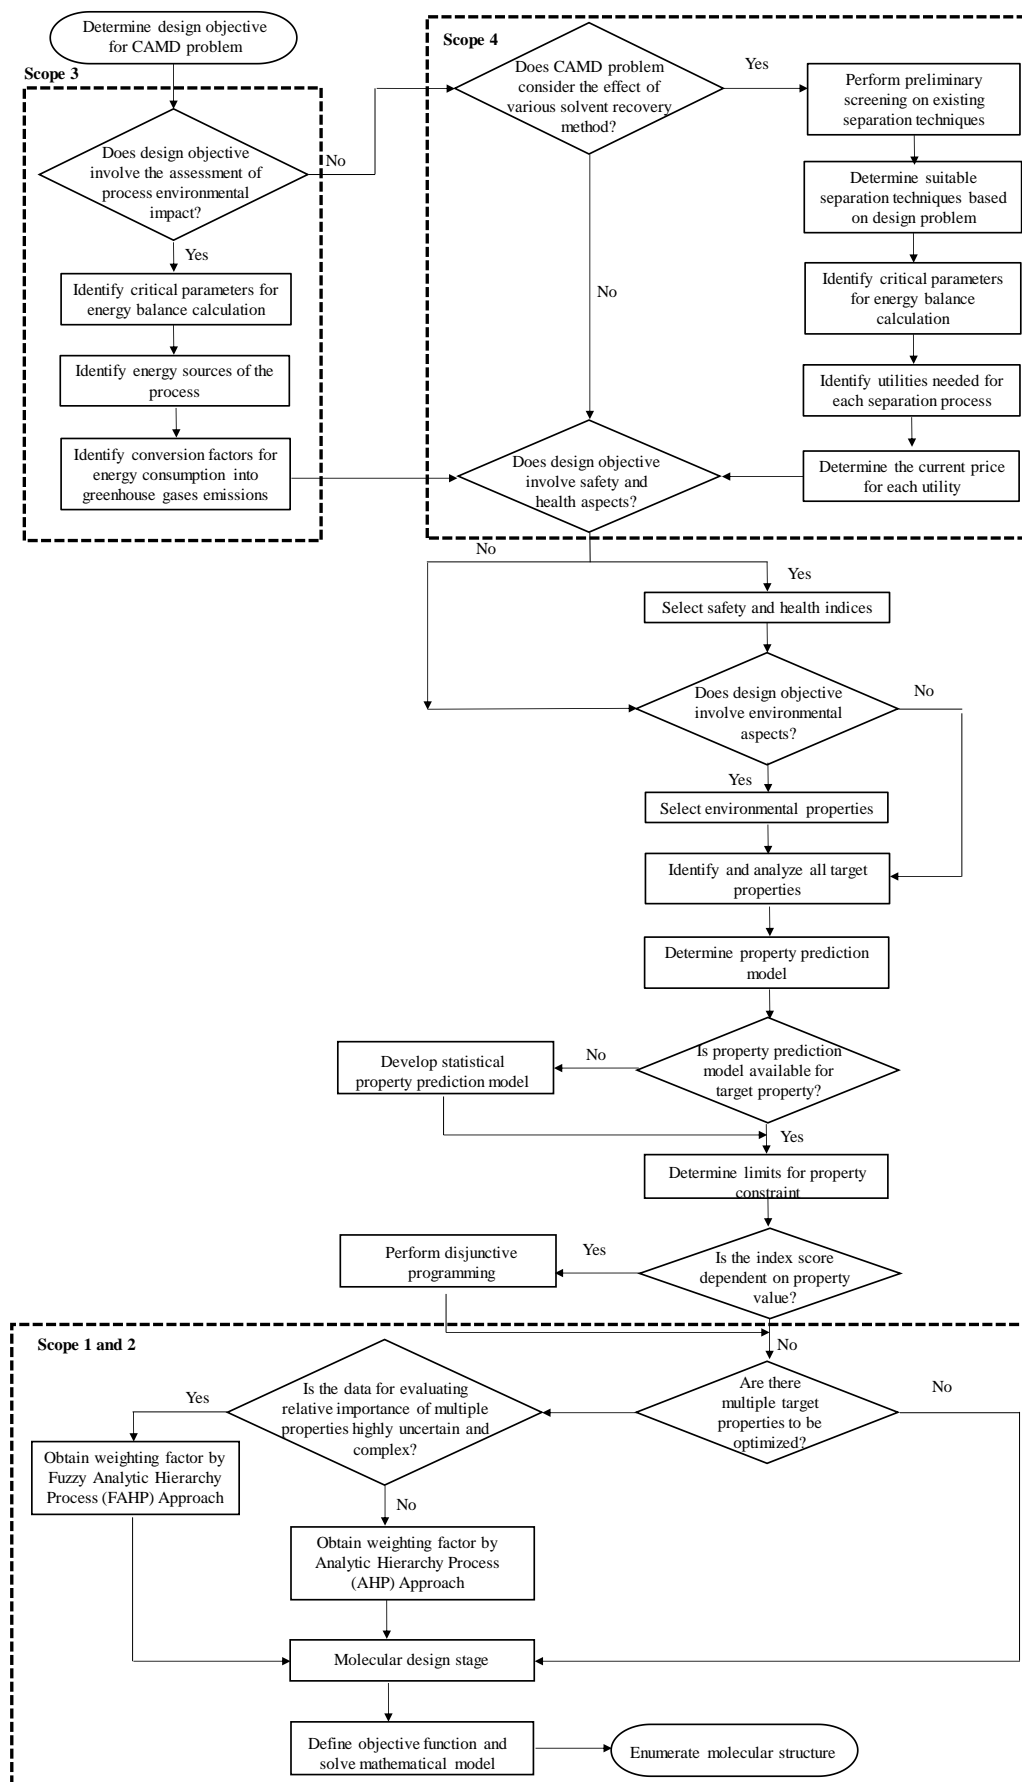 Determine design objective
for CAMD problem
Scope 3
Does design objective
involve the assessment of
process environmental
impact?
No
Yes
Identify critical parameters for
energy balance calculation
Identify energy sources of the
process
Identify conversion factors for
energy consumption into
greenhouse gases emissions
Scope 4
Does CAMD problem
consider the effect of
various solvent recovery
method?
Yes
No
Perform preliminary
screening on existing
separation techniques
Determine suitable
separation techniques based
on design problem
Identify critical parameters
for energy balance
calculation
Identify utilities needed for
each separation process
Determine the current price
for each utility
Does design objective
involve safety and
health aspects?
No
Yes
Select safety and health indices
Does design objective
involve environmental
aspects?
No
Yes
Select environmental properties
Identify and analyze all target
properties
Determine property prediction
model
Is property prediction
model available for
target property?
No
Develop statistical
property prediction model
Yes
Determine limits for property
constraint
Is the index score
dependent on property
value?
Yes
Perform disjunctive
programming
No
Scope 1 and 2
Are there
multiple target
properties to be
optimized?
No
Is the data for evaluating
relative importance of multiple
properties highly uncertain and
complex?
Yes
Obtain weighting factor by
Fuzzy Analytic Hierarchy
Process (FAHP) Approach
No
Obtain weighting factor by
Analytic Hierarchy Process
(AHP) Approach
Molecular design stage
Define objective function and
solve mathematical model
Enumerate molecular structure